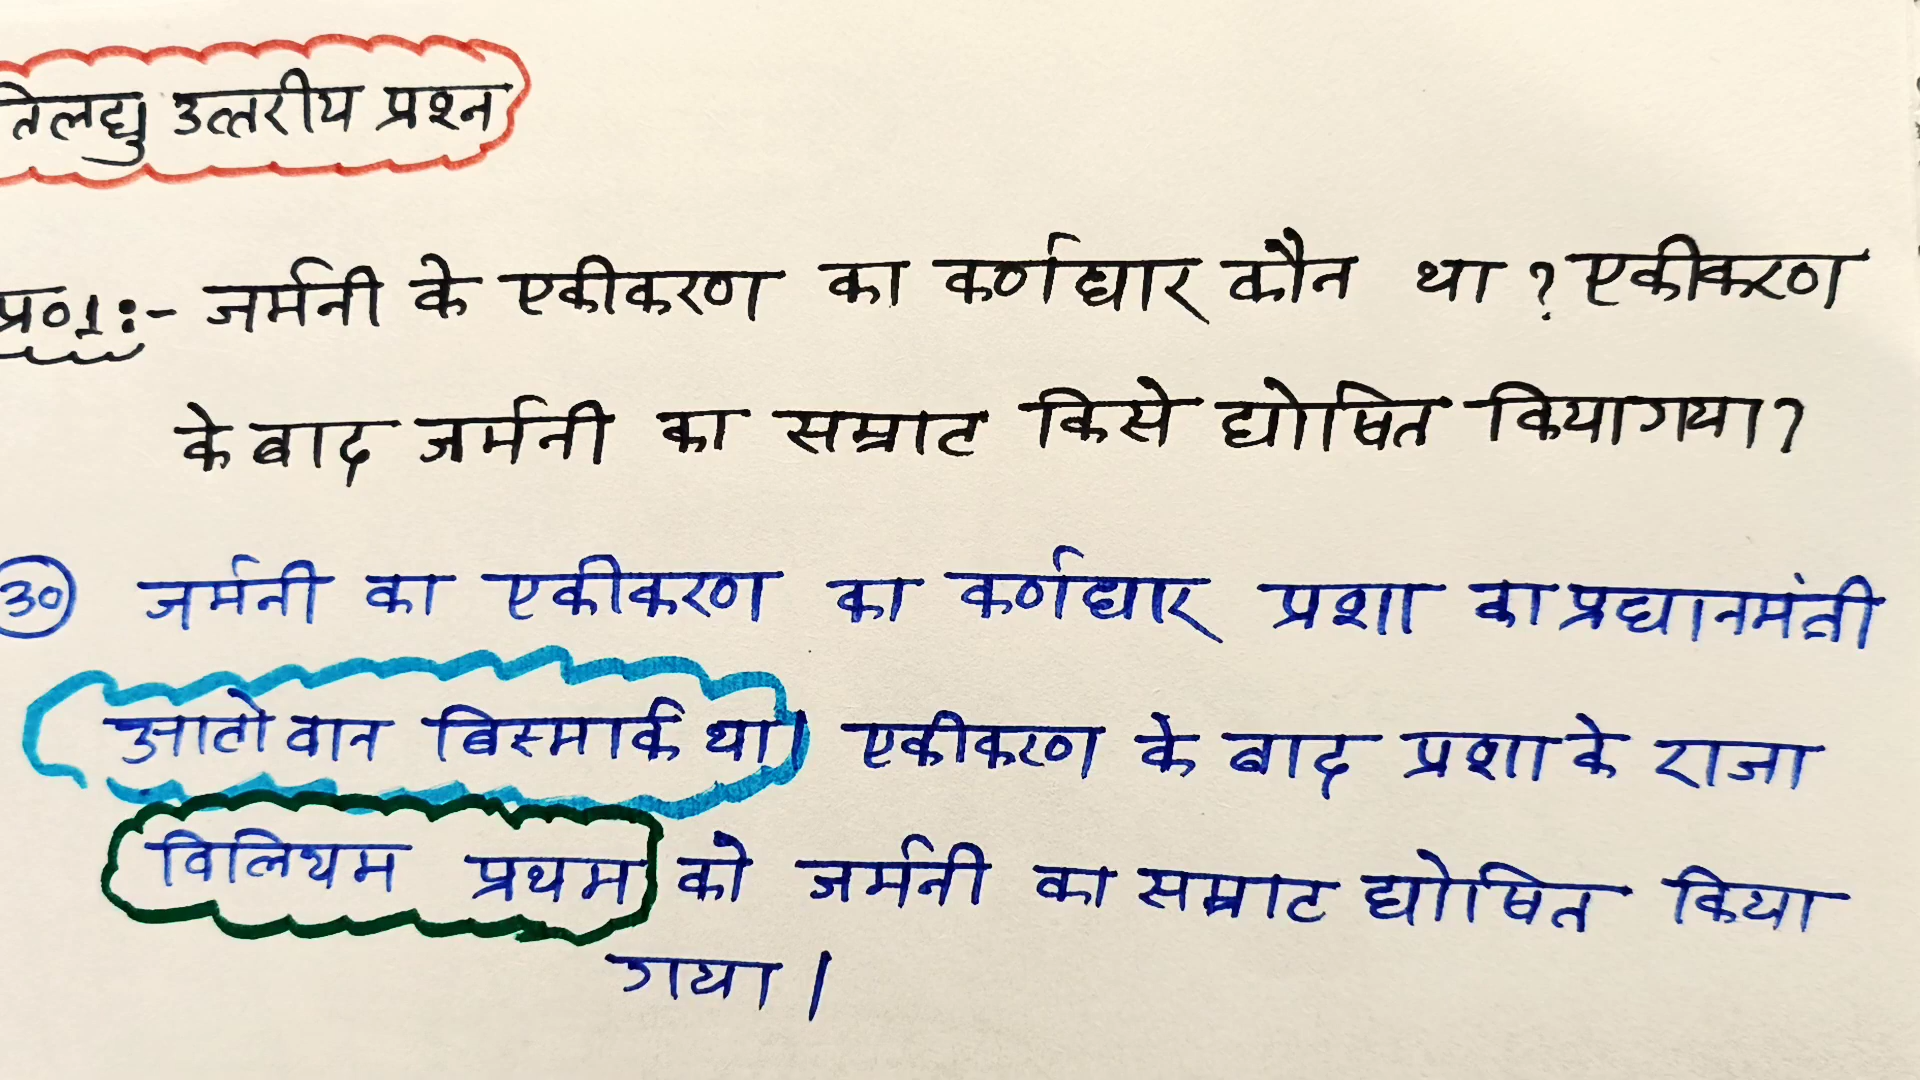 तिलघु उत्तरीय प्रश्न
प्र०1:- जर्मनी के एकीकरण का कर्णधार कौन था ? एकीकरण
के बाद जर्मनी का सम्राट किसे घोषित किया गया?
उ० जर्मनी का एकीकरण का कर्णधार प्रशा का प्रधानमंत्री
आटो वान बिस्मार्क था। एकीकरण के बाद प्रशा के राजा
विलियम प्रथम को जर्मनी का सम्राट घोषित किया
गया।